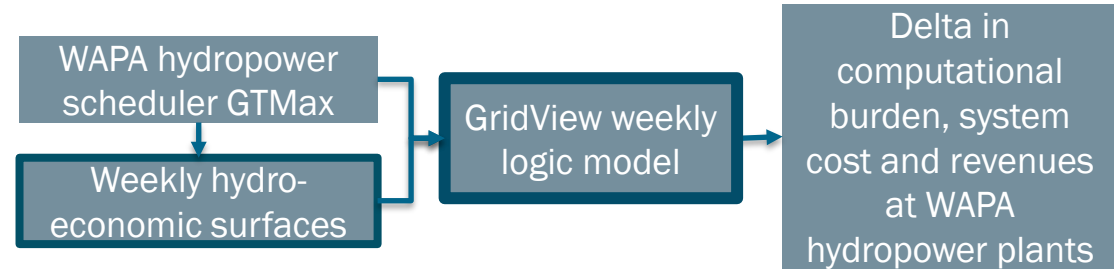 WAPA hydropower
scheduler GTMax
Weekly hydro-
economic surfaces
GridView weekly
logic model
Delta in
computational
burden, system
cost and revenues
at WAPA
hydropower plants